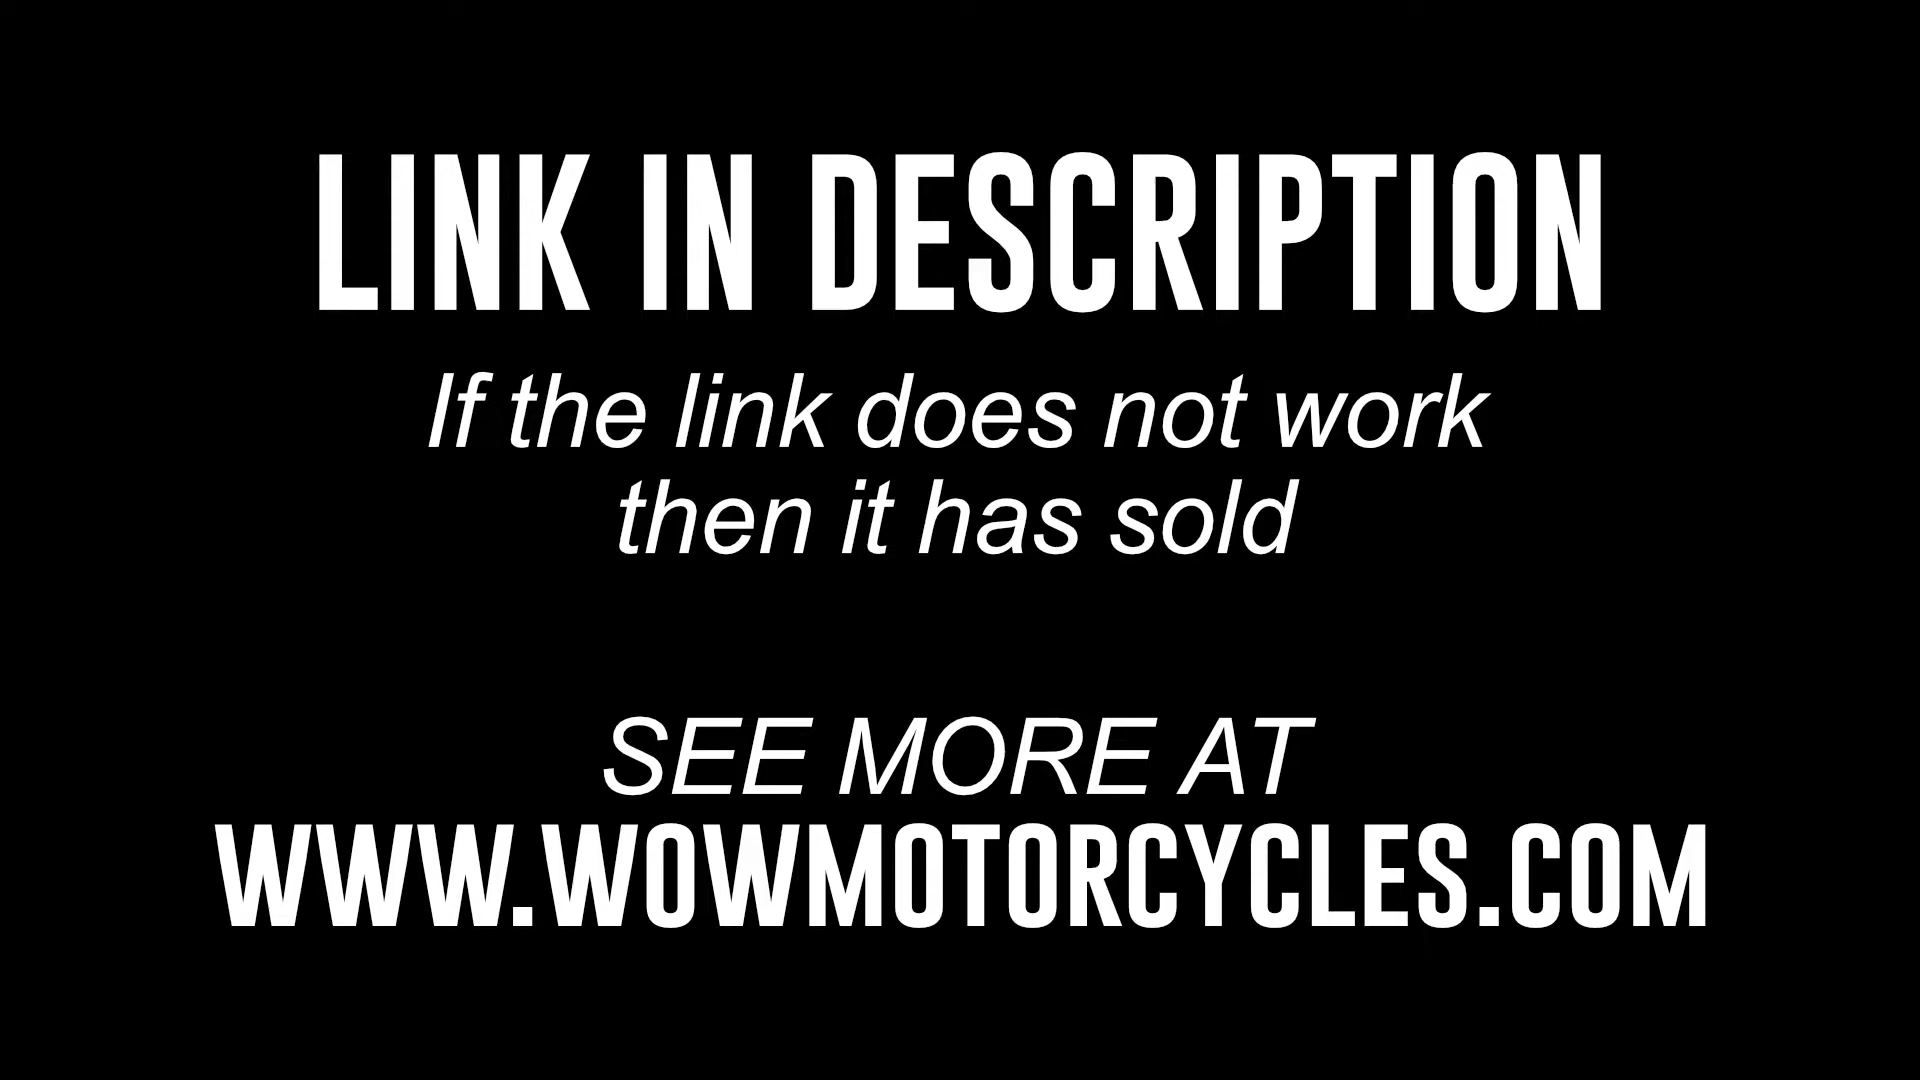 LINK IN DESCRIPTION
If the link does not work
then it has sold
SEE MORE AT
WWW.WOWMOTORCYCLES.COM